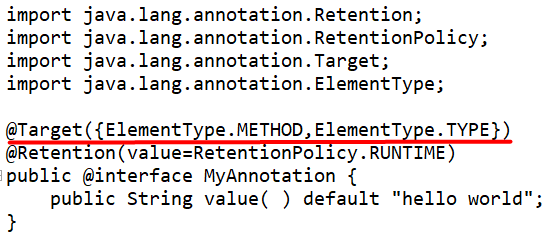 import java.lang.annotation.Retention;
import java.lang.annotation.RetentionPolicy;
import java.lang.annotation.Target;
import java.lang.annotation.ElementType;
@Target({ElementType.METHOD,ElementType.TYPE})
@Retention(value=RetentionPolicy.RUNTIME)
public @interface MyAnnotation {
    public String value( ) default "hello world";
}